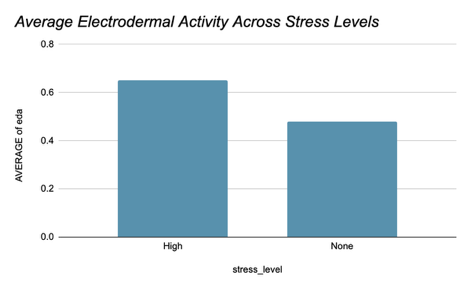 Average Electrodermal Activity Across Stress Levels
0.8
0.6
0.4
0.2
0.0
AVERAGE of eda
High
None
stress_level